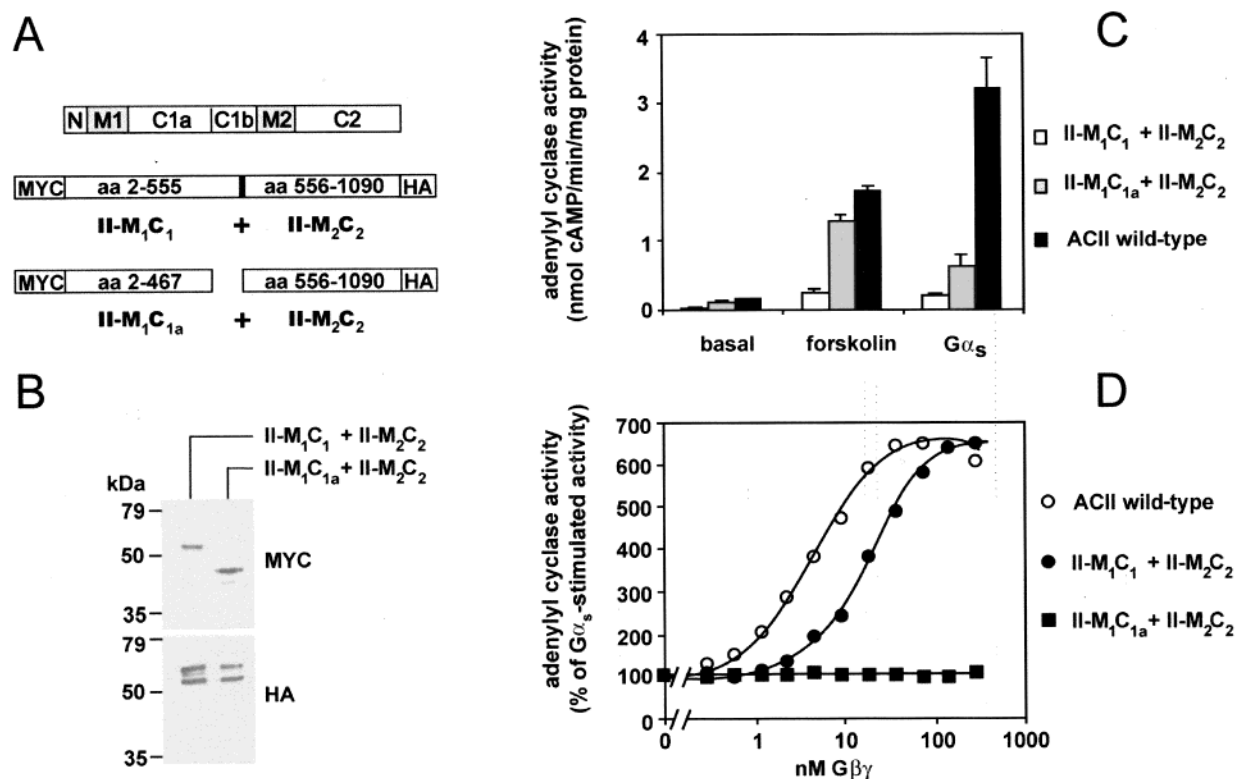 A
N M1 C1a C1b M2 C2
MYC aa 2-555 aa 556-1090 HA
II-M₁C₁ + II-M₂C₂
MYC aa 2-467 aa 556-1090 HA
II-M₁C₁ₐ + II-M₂C₂
B
II-M₁C₁ + II-M₂C₂
II-M₁C₁ₐ + II-M₂C₂
kDa
79
50
35
MYC
79
50
35
HA
C
adenylyl cyclase activity
(nmol cAMP/min/mg protein)
4
3
2
1
0
basal forskolin Gαs
II-M₁C₁ + II-M₂C₂
II-M₁C₁ₐ + II-M₂C₂
ACII wild-type
D
adenylyl cyclase activity
(% of Gαs-stimulated activity)
700
600
500
400
300
200
100
0
0 1 10 100 1000
nM Gβγ
ACII wild-type
II-M₁C₁ + II-M₂C₂
II-M₁C₁ₐ + II-M₂C₂